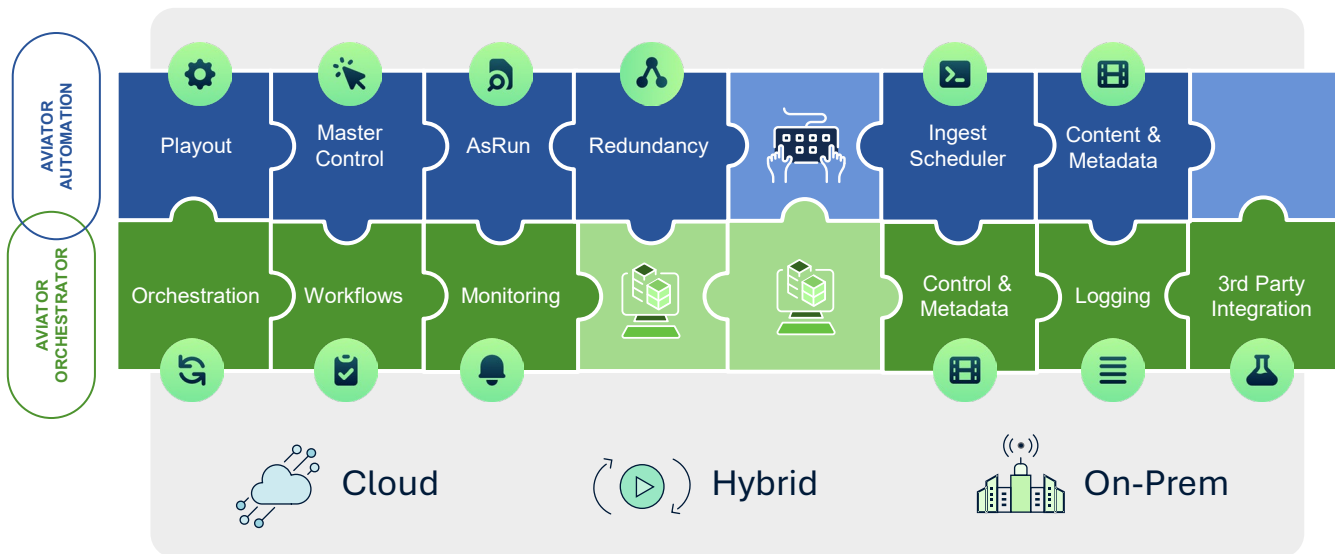 AVIATOR
AUTOMATION
Playout
Master
Control
AsRun
Redundancy
Ingest
Scheduler
Content &
Metadata
AVIATOR
ORCHESTRATOR
Orchestration
Workflows
Monitoring
Control &
Metadata
Logging
3rd Party
Integration
Cloud
Hybrid
On-Prem